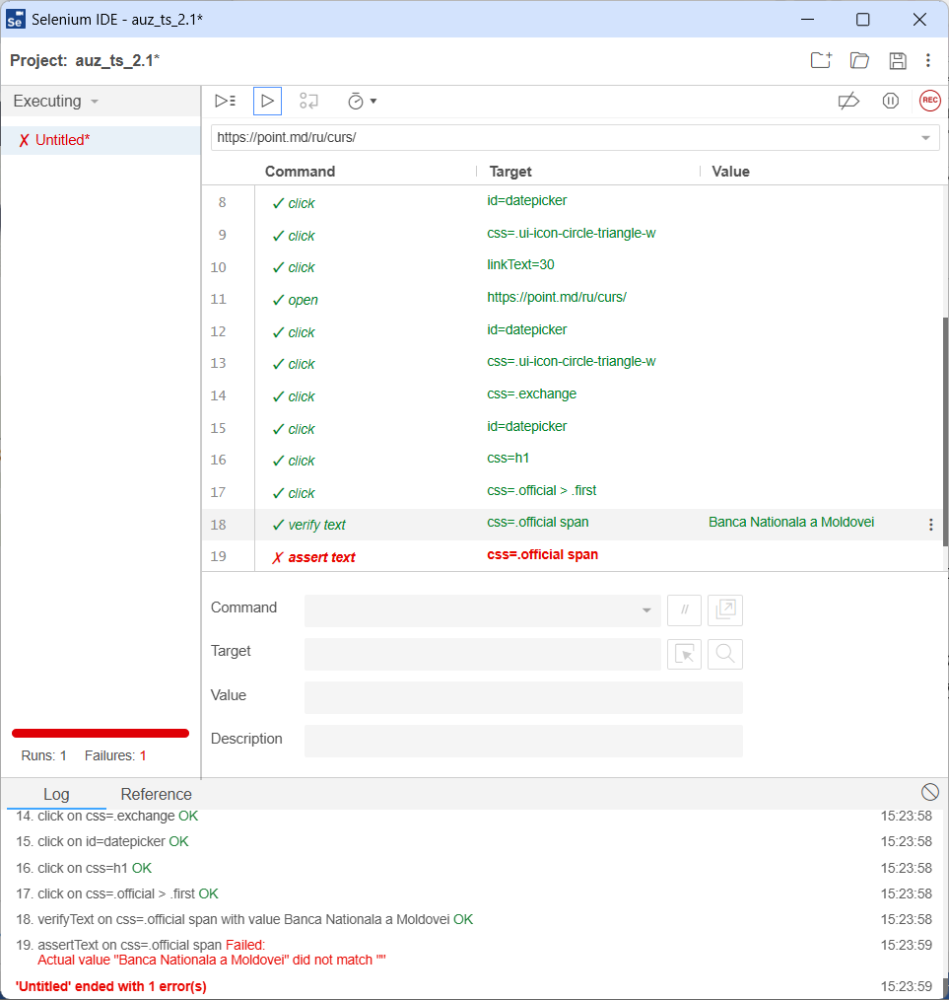 Se Selenium IDE - auz_ts_2.1*
Project: auz_ts_2.1*
Executing
REC
✗ Untitled*
https://point.md/ru/curs/
Command Target Value
8 ✓ click id=datepicker
9 ✓ click css=.ui-icon-circle-triangle-w
10 ✓ click linkText=30
11 ✓ open https://point.md/ru/curs/
12 ✓ click id=datepicker
13 ✓ click css=.ui-icon-circle-triangle-w
14 ✓ click css=.exchange
15 ✓ click id=datepicker
16 ✓ click css=h1
17 ✓ click css=.official > .first
18 ✓ verify text css=.official span Banca Nationala a Moldovei
19 ✗ assert text css=.official span
Command //
Target
Value
Description
Runs: 1 Failures: 1
Log Reference
14. click on css=.exchange OK 15:23:58
15. click on id=datepicker OK 15:23:58
16. click on css=h1 OK 15:23:58
17. click on css=.official > .first OK 15:23:58
18. verifyText on css=.official span with value Banca Nationala a Moldovei OK 15:23:58
19. assertText on css=.official span Failed: 15:23:59
Actual value "Banca Nationala a Moldovei" did not match ""
'Untitled' ended with 1 error(s) 15:23:59